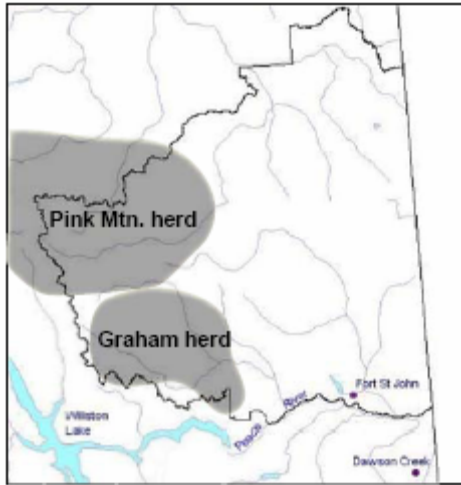 Pink Mtn. herd
Graham herd
Fort St John
Williston
Lake
Peace River
Dawson Creek